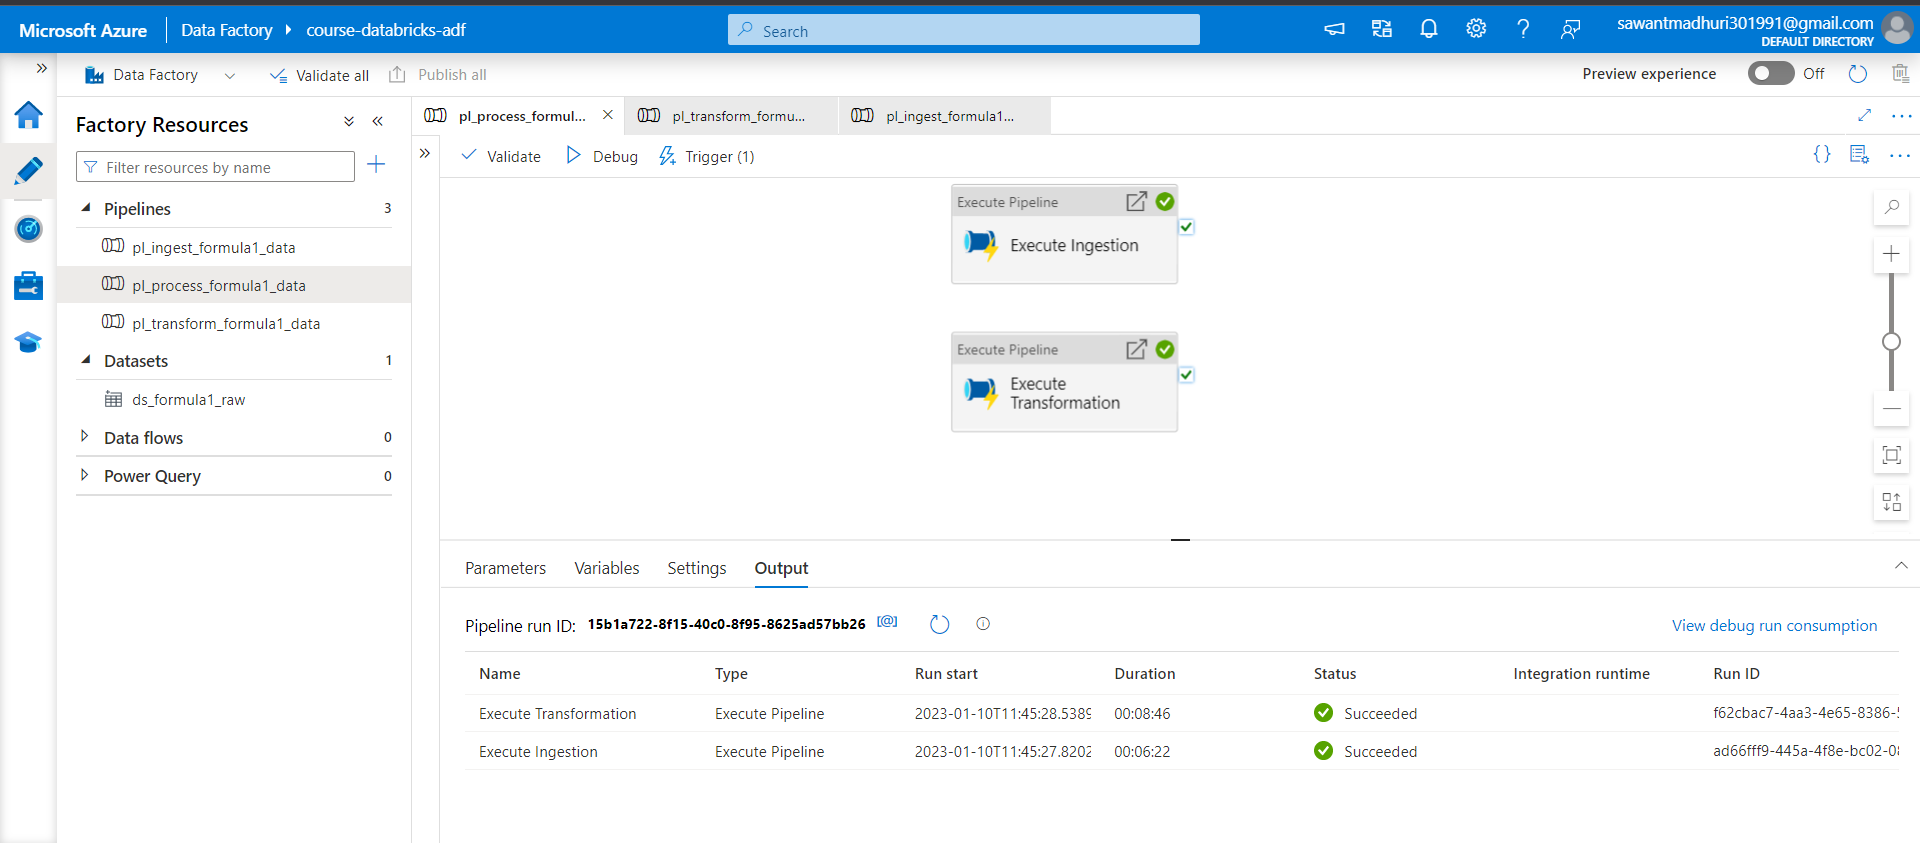 Microsoft Azure Data Factory course-databricks-adf Search sawantmadhuri301991@gmail.com
DEFAULT DIRECTORY
Data Factory Validate all Publish all Preview experience Off
Factory Resources
Filter resources by name
Pipelines 3
pl_ingest_formula1_data
pl_process_formula1_data
pl_transform_formula1_data
Datasets 1
ds_formula1_raw
Data flows 0
Power Query 0
pl_process_formul... pl_transform_formu... pl_ingest_formula1...
Validate Debug Trigger (1)
Execute Pipeline
Execute Ingestion
Execute Pipeline
Execute
Transformation
Parameters Variables Settings Output
Pipeline run ID: 15b1a722-8f15-40c0-8f95-8625ad57bb26 [@] View debug run consumption
Name Type Run start Duration Status Integration runtime Run ID
Execute Transformation Execute Pipeline 2023-01-10T11:45:28.5389 00:08:46 Succeeded f62cbac7-4aa3-4e65-8386-
Execute Ingestion Execute Pipeline 2023-01-10T11:45:27.8202 00:06:22 Succeeded ad66fff9-445a-4f8e-bc02-0